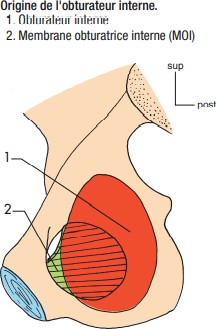 Origine de l'obturateur interne.
1. Obturateur interne
2. Membrane obturatrice interne (MOI)
sup
post
1
2